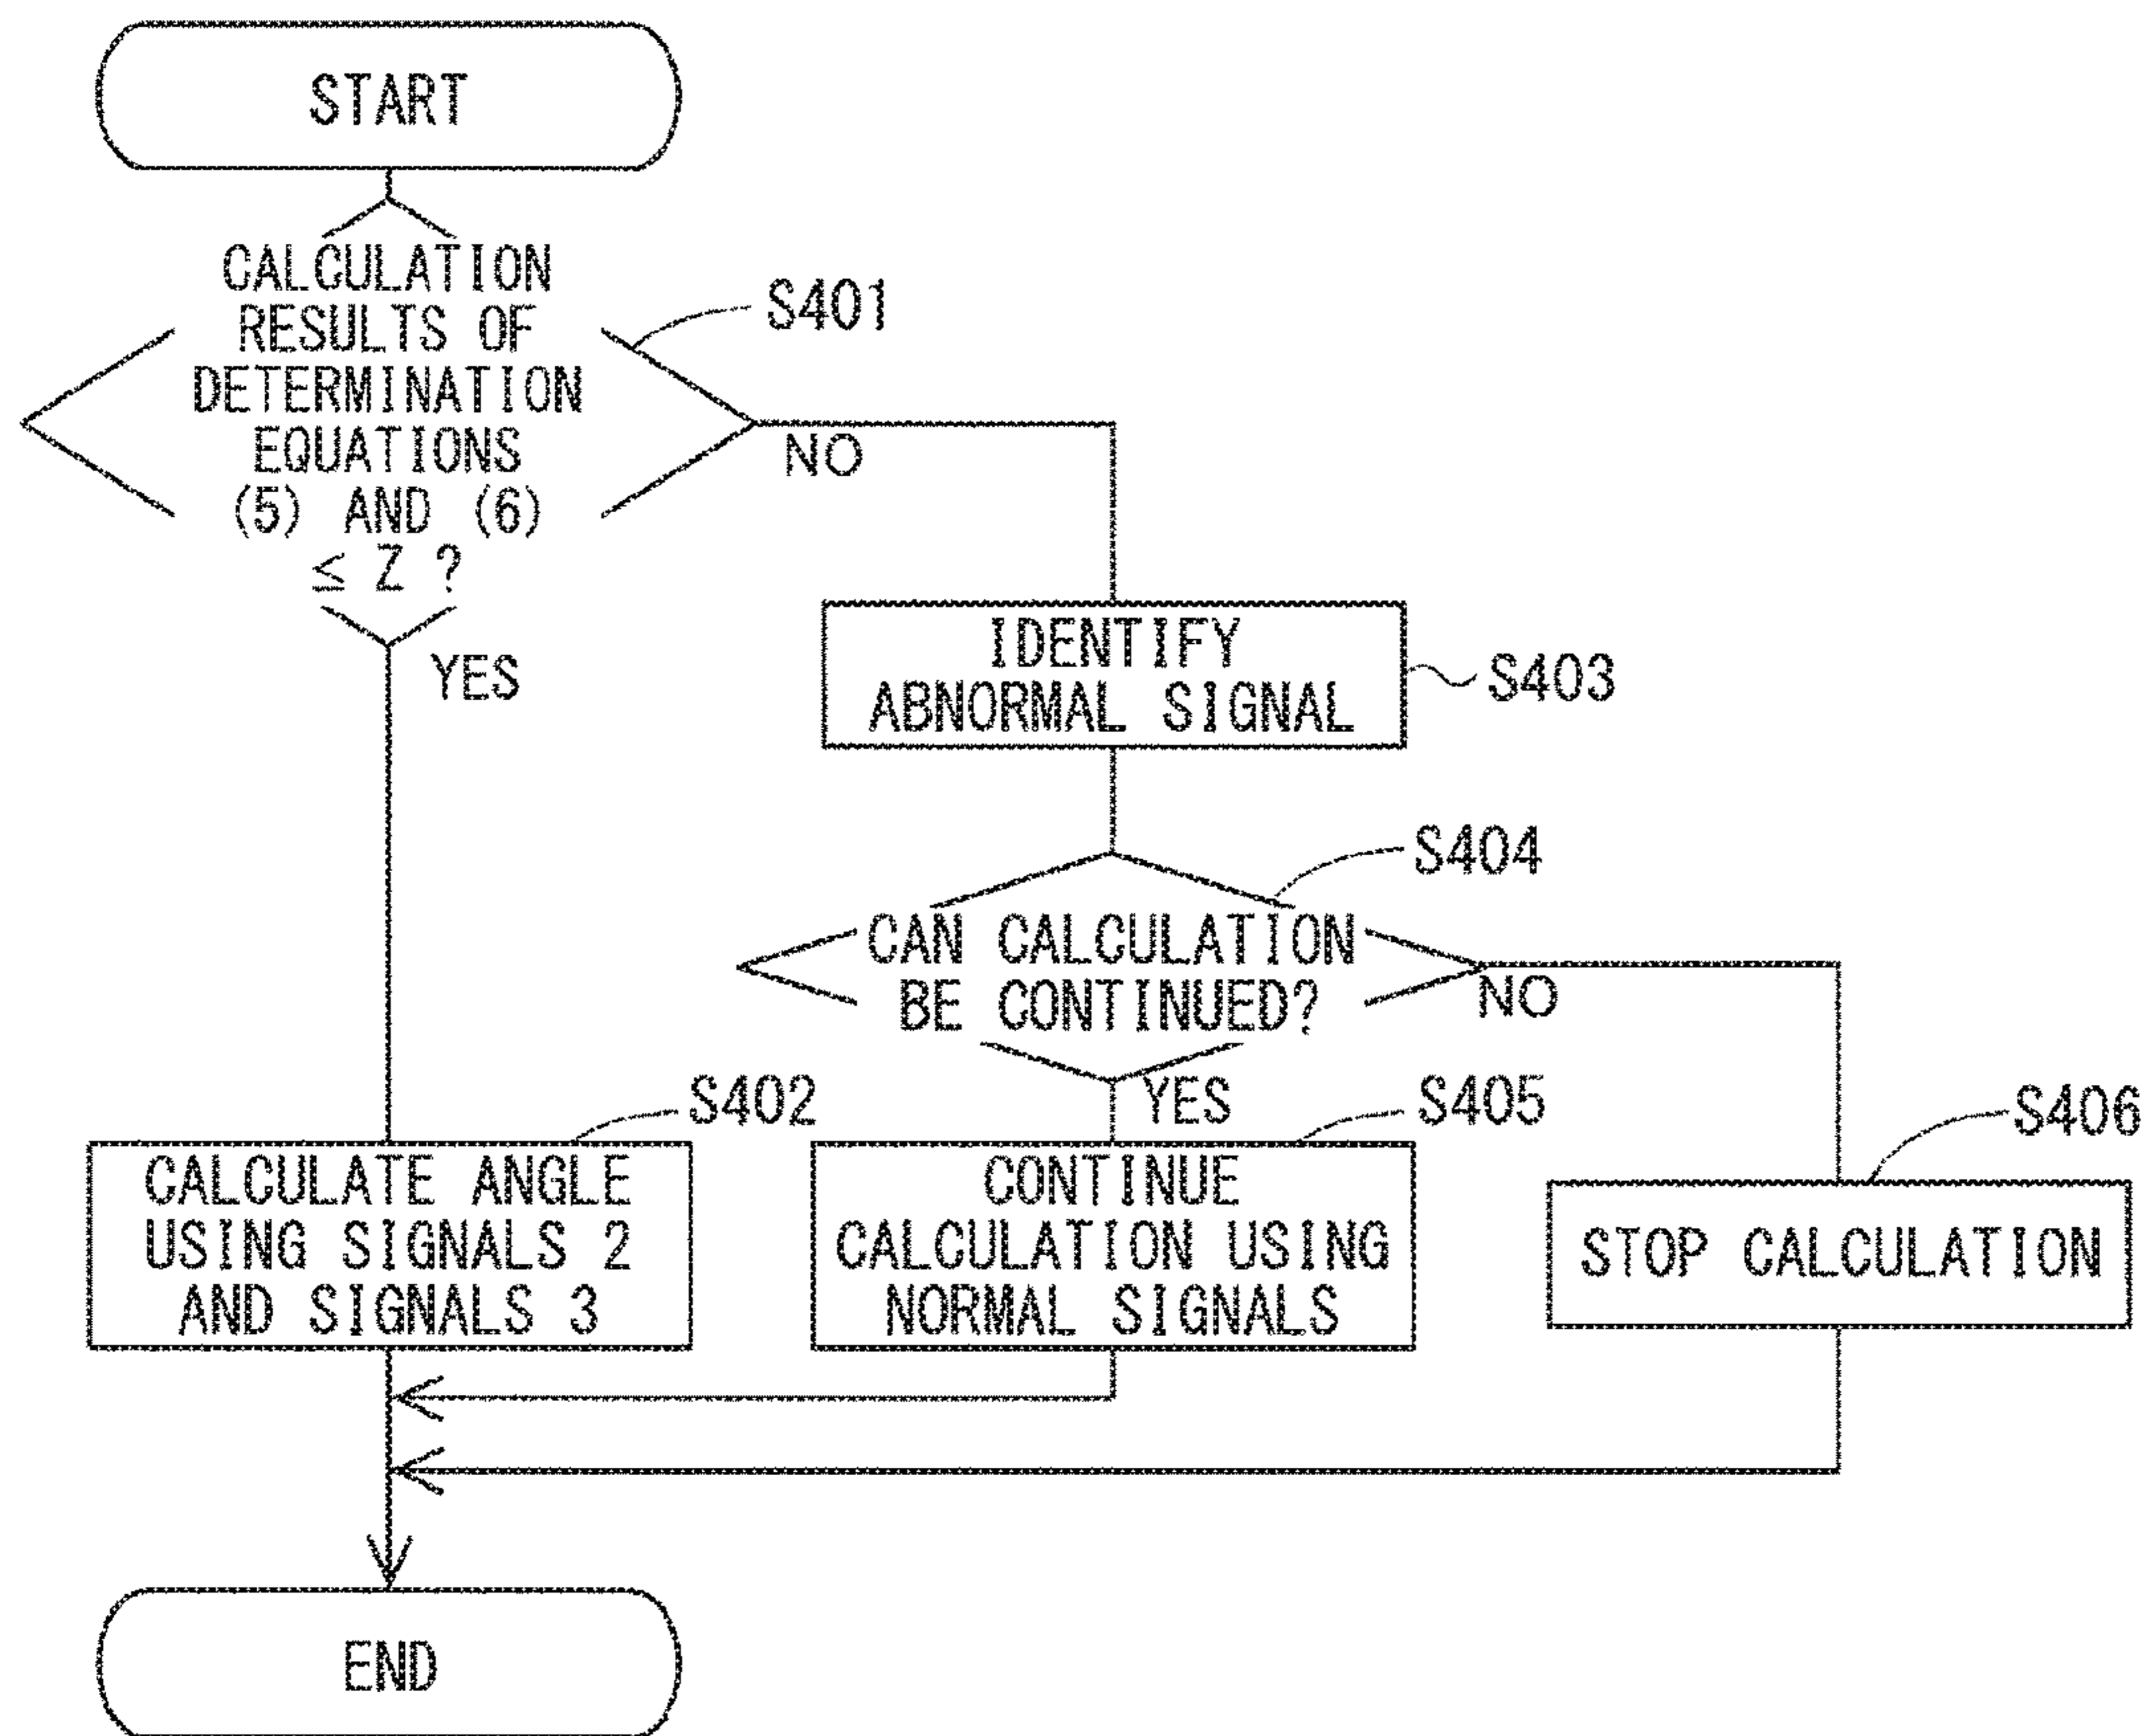 START
CALCULATION
RESULTS OF
DETERMINATION
EQUATIONS
(5) AND (6)
≤ Z ?
S401
NO
YES
IDENTIFY
ABNORMAL SIGNAL
S403
S404
CAN CALCULATION
BE CONTINUED?
NO
YES
S402
CALCULATE ANGLE
USING SIGNALS 2
AND SIGNALS 3
S405
CONTINUE
CALCULATION USING
NORMAL SIGNALS
S406
STOP CALCULATION
END